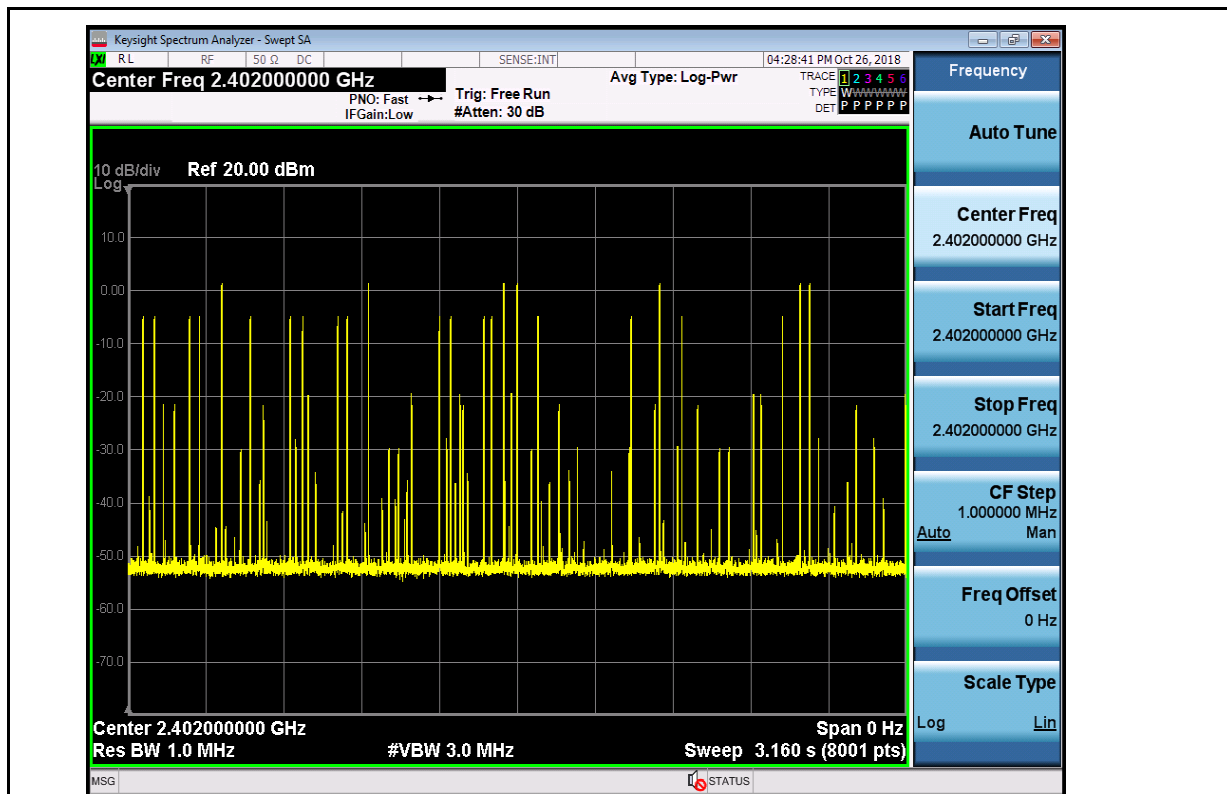 Keysight Spectrum Analyzer - Swept SA
LXI RL RF 50 Ω DC SENSE:INT 04:28:41 PM Oct 26, 2018
Center Freq 2.402000000 GHz
Avg Type: Log-Pwr
TRACE 1 2 3 4 5 6
PNO: Fast Trig: Free Run
TYPE WWWWWWW
IFGain:Low #Atten: 30 dB
DET P P P P P P
10 dB/div Ref 20.00 dBm
Log
10.0
0.00
-10.0
-20.0
-30.0
-40.0
-50.0
-60.0
-70.0
Center 2.402000000 GHz Span 0 Hz
Res BW 1.0 MHz #VBW 3.0 MHz Sweep 3.160 s (8001 pts)
MSG STATUS
Frequency
Auto Tune
Center Freq
2.402000000 GHz
Start Freq
2.402000000 GHz
Stop Freq
2.402000000 GHz
CF Step
1.000000 MHz
Auto Man
Freq Offset
0 Hz
Scale Type
Log Lin